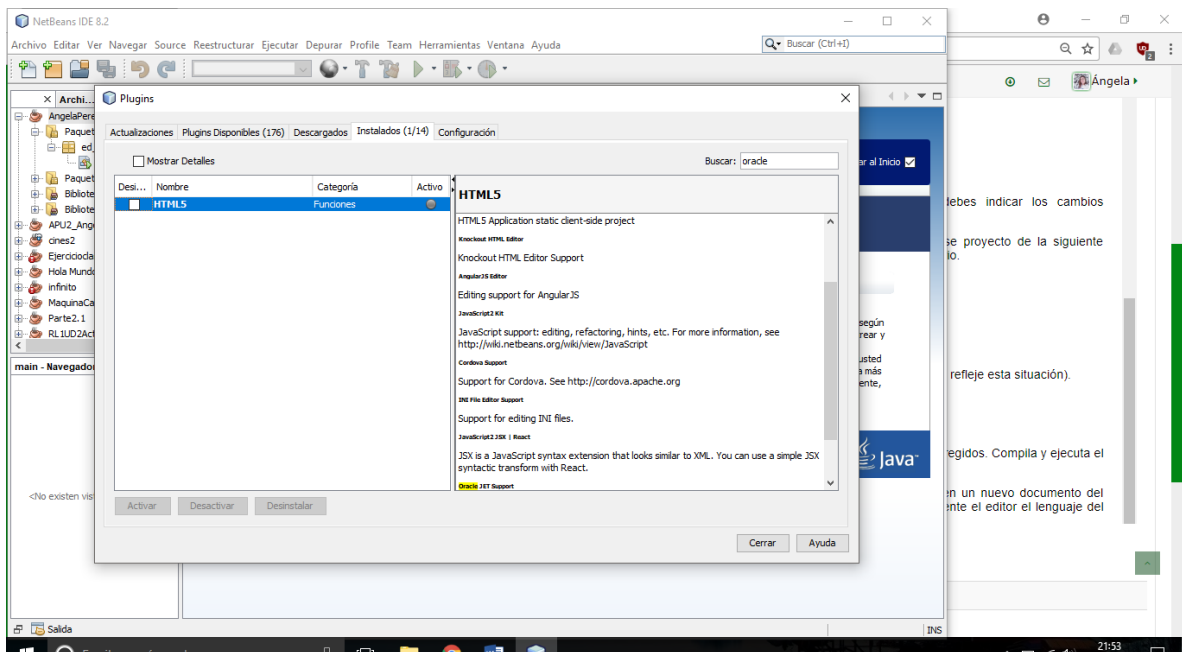 NetBeans IDE 8.2
Archivo Editar Ver Navegar Source Reestructurar Ejecutar Depurar Profile Team Herramientas Ventana Ayuda
Buscar (Ctrl+I)
Archi...
AngelaPere
Paquet
ed_
Paquet
Bibliote
Bibliote
APU2_Ang
cines2
Ejercicioda
Hola Mundo
infinito
MaquinaCa
Parte2.1
RL1UD2Act
main - Navegador
<No existen vis
Plugins
Actualizaciones Plugins Disponibles (176) Descargados Instalados (1/14) Configuración
Mostrar Detalles
Buscar: oracle
Desi... Nombre Categoría Activo
HTML5 Funciones
HTML5
HTML5 Application static client-side project
Knockout HTML Editor
Knockout HTML Editor Support
AngularJS Editor
Editing support for AngularJS
JavaScript2 Kit
JavaScript support: editing, refactoring, hints, etc. For more information, see
http://wiki.netbeans.org/wiki/view/JavaScript
Cordova Support
Support for Cordova. See http://cordova.apache.org
INI File Editor Support
Support for editing INI files.
JavaScript2 JSX | React
JSX is a JavaScript syntax extension that looks similar to XML. You can use a simple JSX
syntactic transform with React.
Oracle JET Support
Activar Desactivar Desinstalar
Cerrar Ayuda
ar al Inicio
según
rear y
usted
a más
ente,
Java
Salida
INS
Ángela
debes indicar los cambios
se proyecto de la siguiente
io.
refleje esta situación).
regidos. Compila y ejecuta el
en un nuevo documento del
ente el editor el lenguaje del
21:53